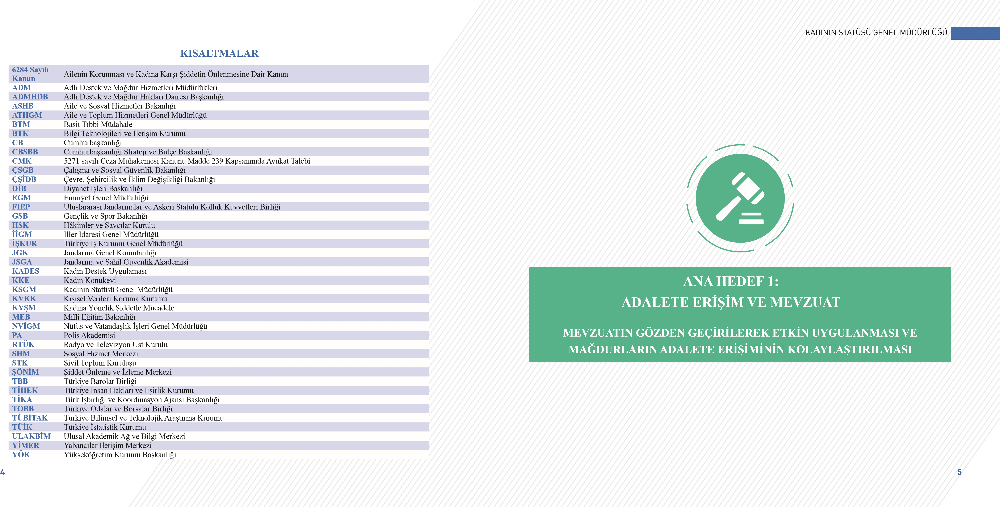 KISALTMALAR
6284 Sayılı
Kanun
Ailenin Korunması ve Kadına Karşı Şiddetin Önlenmesine Dair Kanun
ADM Adli Destek ve Mağdur Hizmetleri Müdürlükleri
ADMHDB Adli Destek ve Mağdur Hakları Dairesi Başkanlığı
ASHB Aile ve Sosyal Hizmetler Bakanlığı
ATHGM Aile ve Toplum Hizmetleri Genel Müdürlüğü
BTM Basit Tıbbi Müdahale
BTK Bilgi Teknolojileri ve İletişim Kurumu
CB Cumhurbaşkanlığı
CBSBB Cumhurbaşkanlığı Strateji ve Bütçe Başkanlığı
CMK 5271 sayılı Ceza Muhakemesi Kanunu Madde 239 Kapsamında Avukat Talebi
ÇSGB Çalışma ve Sosyal Güvenlik Bakanlığı
ÇŞİDB Çevre, Şehircilik ve İklim Değişikliği Bakanlığı
DİB Diyanet İşleri Başkanlığı
EGM Emniyet Genel Müdürlüğü
FIEP Uluslararası Jandarmalar ve Askeri Statülü Kolluk Kuvvetleri Birliği
GSB Gençlik ve Spor Bakanlığı
HSK Hâkimler ve Savcılar Kurulu
İİGM İller İdaresi Genel Müdürlüğü
İŞKUR Türkiye İş Kurumu Genel Müdürlüğü
JGK Jandarma Genel Komutanlığı
JSGA Jandarma ve Sahil Güvenlik Akademisi
KADES Kadın Destek Uygulaması
KKE Kadın Konukevi
KSGM Kadının Statüsü Genel Müdürlüğü
KVKK Kişisel Verileri Koruma Kurumu
KYŞM Kadına Yönelik Şiddetle Mücadele
MEB Milli Eğitim Bakanlığı
NVİGM Nüfus ve Vatandaşlık İşleri Genel Müdürlüğü
PA Polis Akademisi
RTÜK Radyo ve Televizyon Üst Kurulu
SHM Sosyal Hizmet Merkezi
STK Sivil Toplum Kuruluşu
ŞÖNİM Şiddet Önleme ve İzleme Merkezi
TBB Türkiye Barolar Birliği
TİHEK Türkiye İnsan Hakları ve Eşitlik Kurumu
TİKA Türk İşbirliği ve Koordinasyon Ajansı Başkanlığı
TOBB Türkiye Odalar ve Borsalar Birliği
TÜBİTAK Türkiye Bilimsel ve Teknolojik Araştırma Kurumu
TÜİK Türkiye İstatistik Kurumu
ULAKBİM Ulusal Akademik Ağ ve Bilgi Merkezi
YİMER Yabancılar İletişim Merkezi
YÖK Yükseköğretim Kurumu Başkanlığı
4
KADININ STATÜSÜ GENEL MÜDÜRLÜĞÜ
ANA HEDEF 1:
ADALETE ERİŞİM VE MEVZUAT
MEVZUATIN GÖZDEN GEÇİRİLEREK ETKİN UYGULANMASI VE
MAĞDURLARIN ADALETE ERİŞİMİNİN KOLAYLAŞTIRILMASI
5